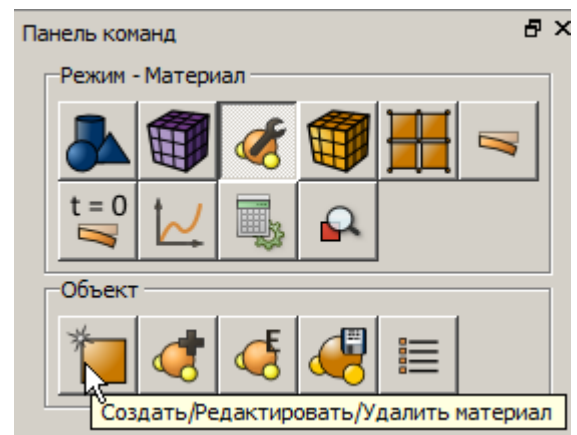 Панель команд
Режим - Материал
t = 0
Объект
E
Создать/Редактировать/Удалить материал